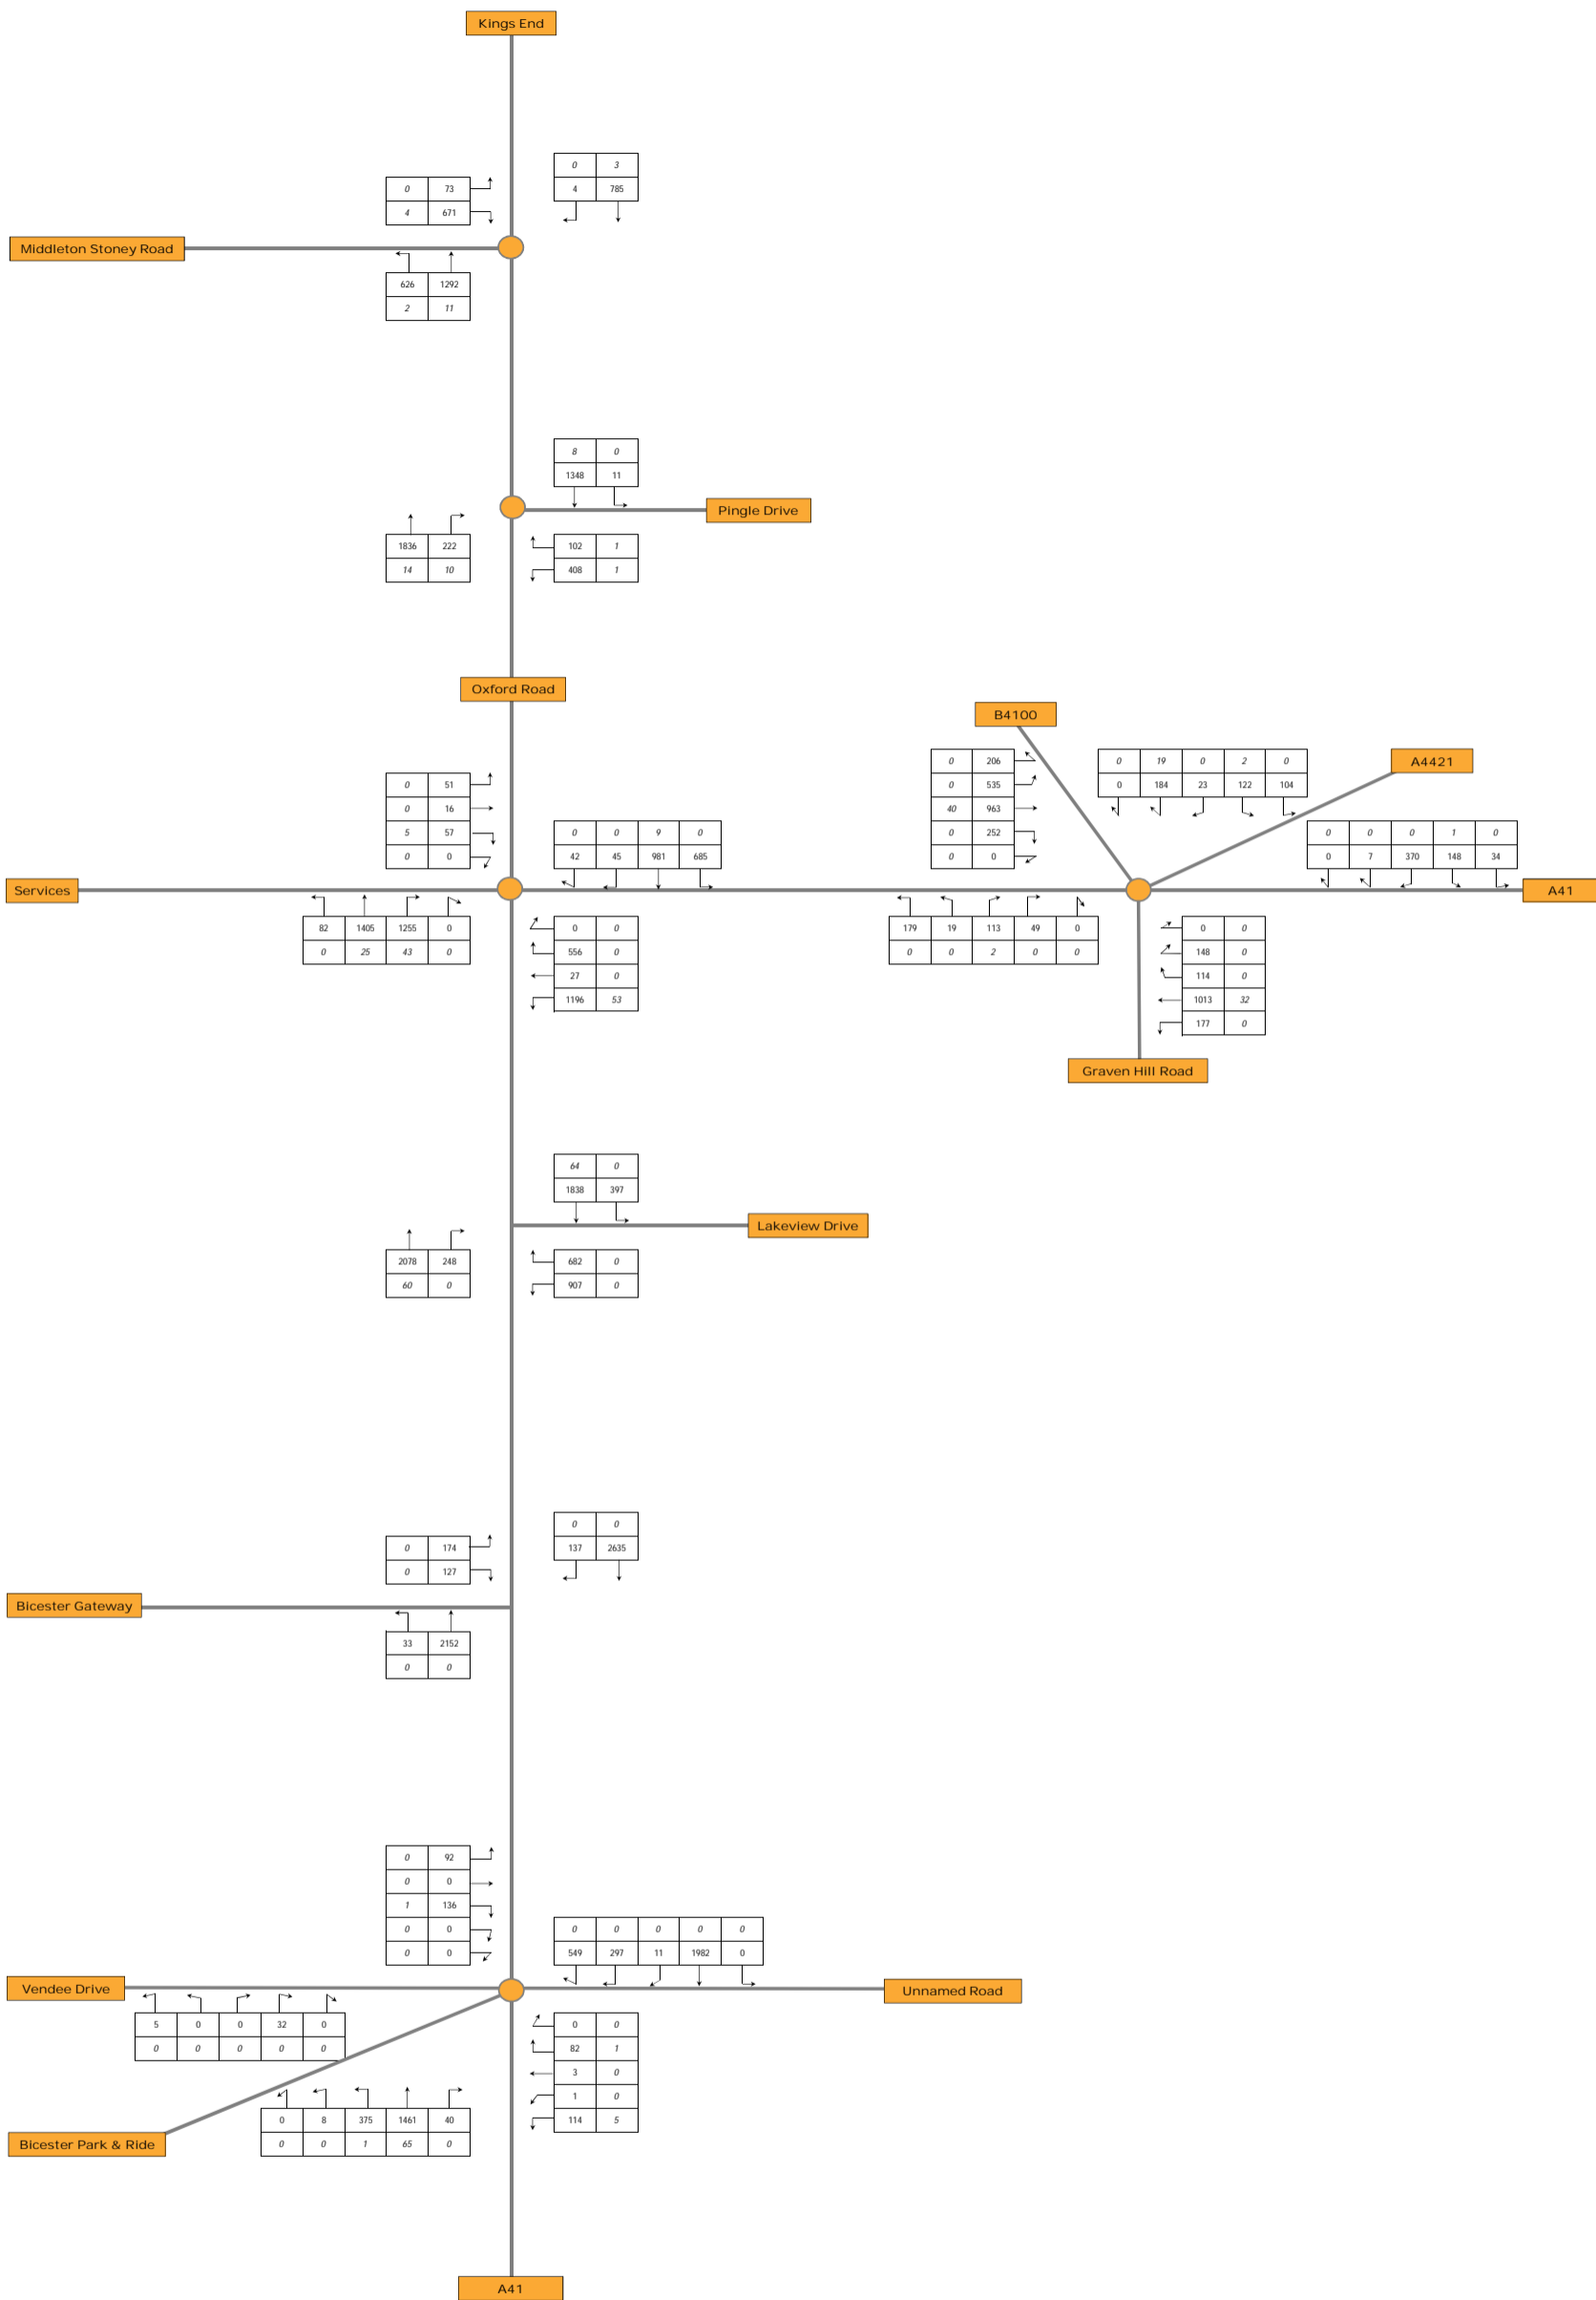 Kings End
0 3
4 785
0 73
4 671
Middleton Stoney Road
626 1292
2 11
8 0
1348 11
Pingle Drive
1836 222
14 10
102 1
408 1
Oxford Road
B4100
A4421
0 51
0 16
5 57
0 0
0 0 9 0
42 45 981 685
0 206
0 535
40 963
0 252
0 0
0 19 0 2 0
0 184 23 122 104
0 0 0 1 0
0 7 370 148 34
Services
A41
82 1405 1255 0
0 25 43 0
0 0
556 0
27 0
1196 53
179 19 113 49 0
0 0 2 0 0
0 0
148 0
114 0
1013 32
177 0
Graven Hill Road
64 0
1838 397
Lakeview Drive
2078 248
60 0
682 0
907 0
0 0
137 2635
0 174
0 127
Bicester Gateway
33 2152
0 0
0 92
0 0
1 136
0 0
0 0
0 0 0 0 0
549 297 11 1982 0
Vendee Drive
Unnamed Road
5 0 0 32 0
0 0 0 0 0
0 0
82 1
3 0
1 0
114 5
0 8 375 1461 40
0 0 1 65 0
Bicester Park & Ride
A41